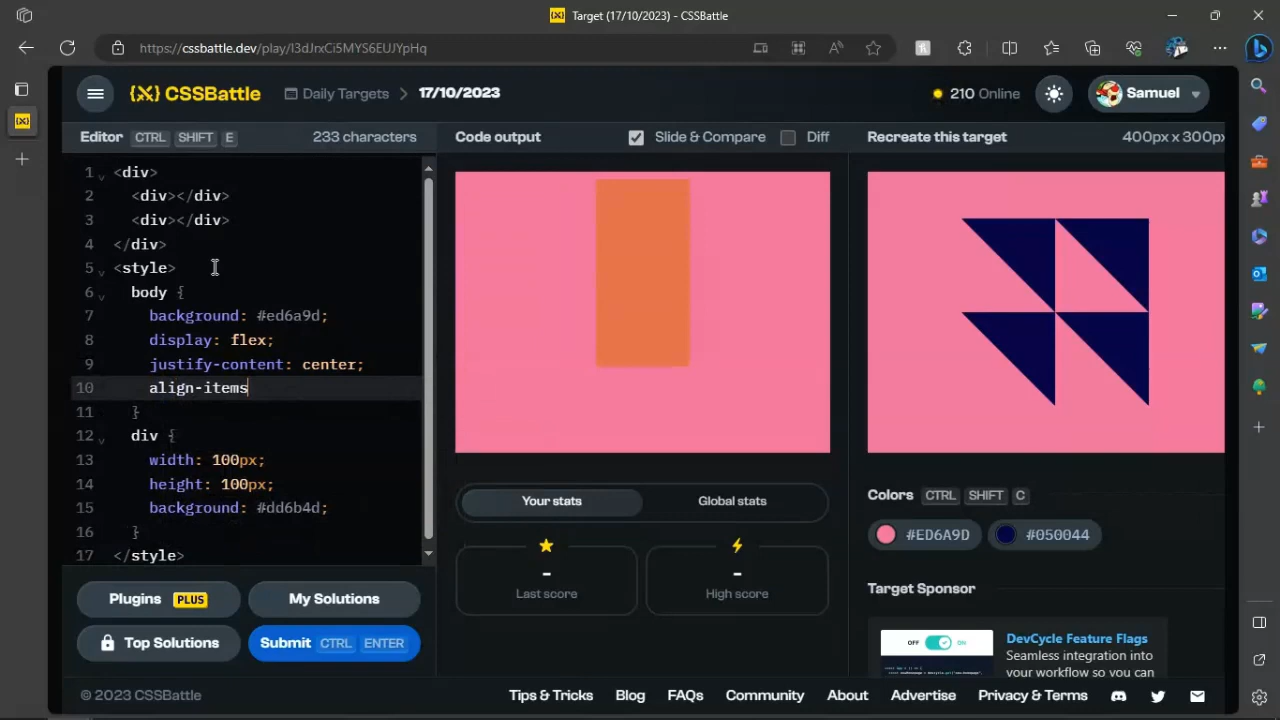 Target (17/10/2023) - CSSBattle
https://cssbattle.dev/play/l3dJnxCi5MYS6EUJYpHq
CSSBattle
Daily Targets
17/10/2023
210 Online
Samuel
Editor CTRL SHIFT E 233 characters
Code output Slide & Compare Diff
Recreate this target 400px x 300px
1 <div>
2 <div></div>
3 <div></div>
4 </div>
5 <style>
6 body {
7 background: #ed6a9d;
8 display: flex;
9 justify-content: center;
10 align-items
11 }
12 div {
13 width: 100px;
14 height: 100px;
15 background: #dd6b4d;
16 }
17 </style>
Your stats Global stats
- -
Last score High score
Colors CTRL SHIFT C
#ED6A9D #050044
Target Sponsor
OFF ON
DevCycle Feature Flags
Seamless integration into
your workflow so you can
Plugins PLUS My Solutions
Top Solutions Submit CTRL ENTER
© 2023 CSSBattle Tips & Tricks Blog FAQs Community About Advertise Privacy & Terms